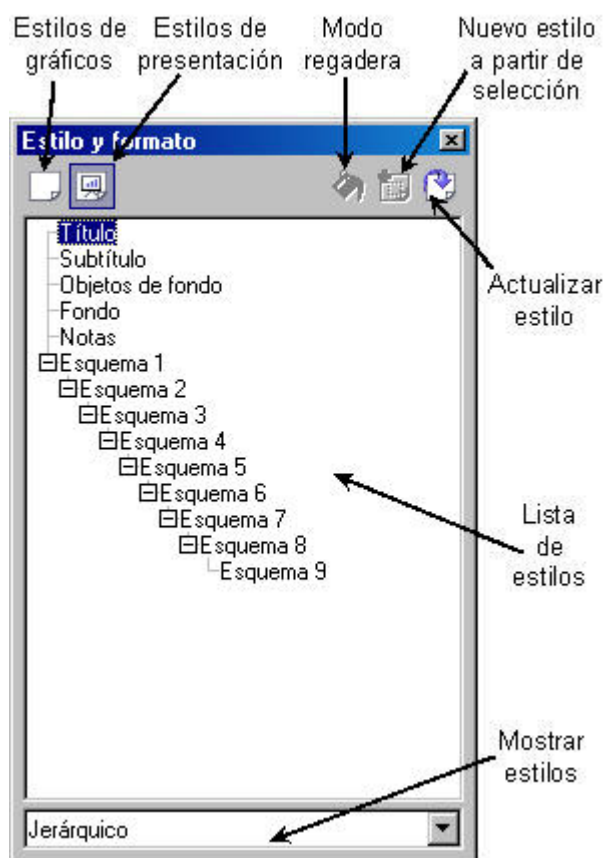 Estilos de
gráficos
Estilos de
presentación
Modo
regadera
Nuevo estilo
a partir de
selección
Estilo y formato
Título
Subtítulo
Objetos de fondo
Fondo
Notas
Esquema 1
Esquema 2
Esquema 3
Esquema 4
Esquema 5
Esquema 6
Esquema 7
Esquema 8
Esquema 9
Actualizar
estilo
Lista
de
estilos
Mostrar
estilos
Jerárquico